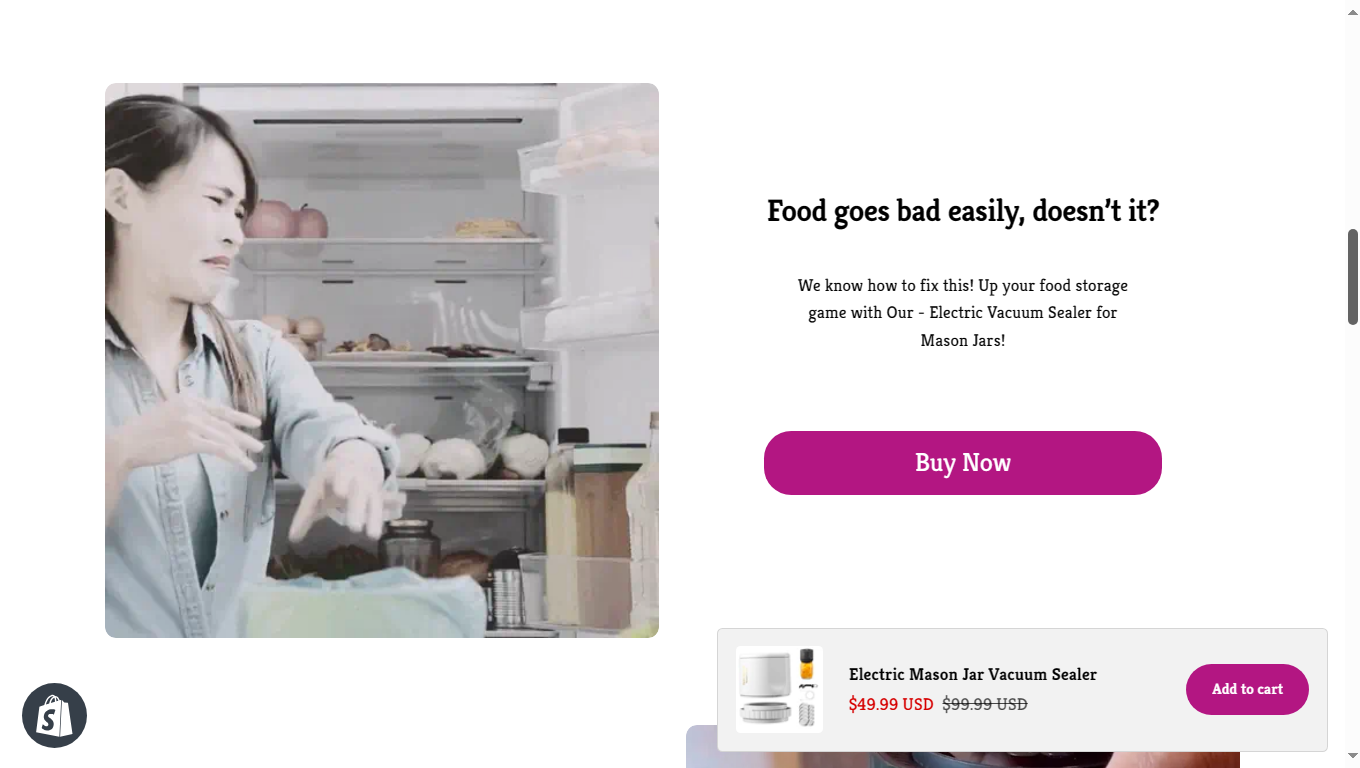 Food goes bad easily, doesn’t it?
We know how to fix this! Up your food storage
game with Our - Electric Vacuum Sealer for
Mason Jars!
Buy Now
Electric Mason Jar Vacuum Sealer
$49.99 USD $99.99 USD
Add to cart